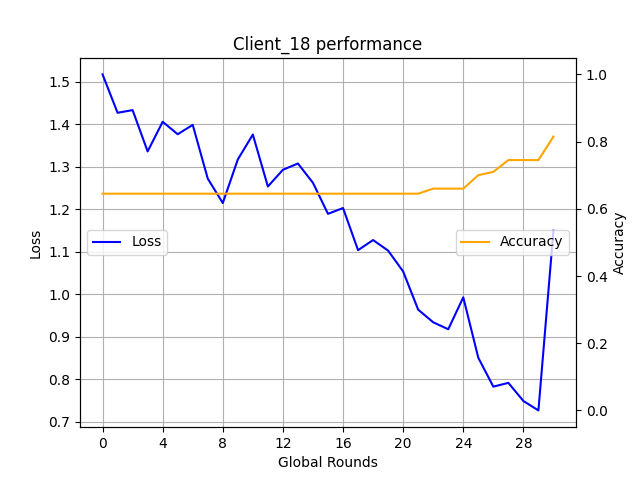 Client_18 performance
1.5
1.4
1.3
1.2
1.1
1.0
0.9
0.8
0.7
Loss
Loss
Accuracy
1.0
0.8
0.6
0.4
0.2
0.0
Accuracy
0 4 8 12 16 20 24 28
Global Rounds